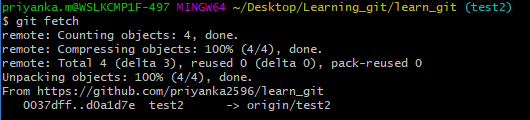 priyanka.m@WSLKCMP1F-497 MINGW64 ~/Desktop/Learning_git/learn_git (test2)
$ git fetch
remote: Counting objects: 4, done.
remote: Compressing objects: 100% (4/4), done.
remote: Total 4 (delta 3), reused 0 (delta 0), pack-reused 0
Unpacking objects: 100% (4/4), done.
From https://github.com/priyanka2596/learn_git
   0037dff..d0a1d7e  test2      -> origin/test2